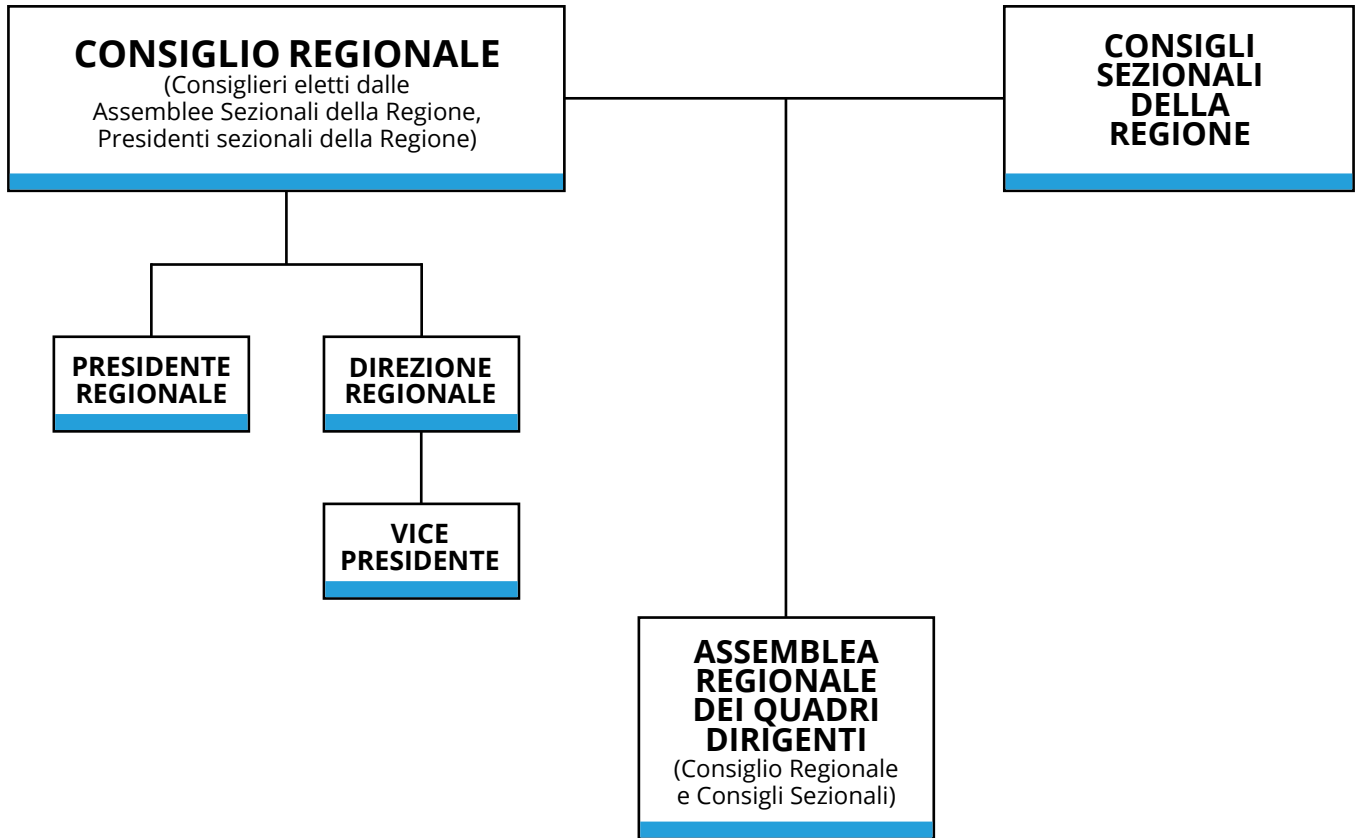 CONSIGLIO REGIONALE
(Consiglieri eletti dalle
Assemblee Sezionali della Regione,
Presidenti sezionali della Regione)
CONSIGLI
SEZIONALI
DELLA
REGIONE
PRESIDENTE
REGIONALE
DIREZIONE
REGIONALE
VICE
PRESIDENTE
ASSEMBLEA
REGIONALE
DEI QUADRI
DIRIGENTI
(Consiglio Regionale
e Consigli Sezionali)